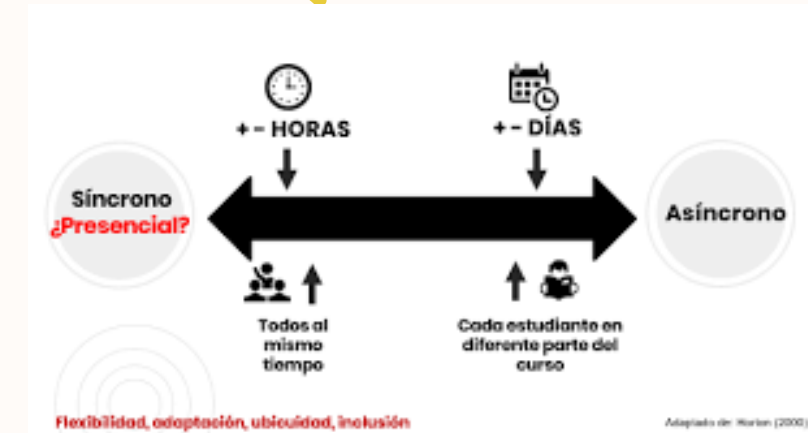 +- HORAS
+- DÍAS
Síncrono
¿Presencial?
Asíncrono
Todos al
mismo
tiempo
Cada estudiante en
diferente parte del
curso
Flexibilidad, adaptación, ubicuidad, inclusión
Adaptado de: Horton (2000)